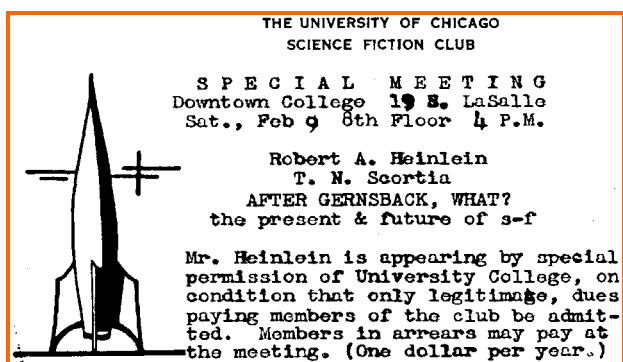 THE UNIVERSITY OF CHICAGO
SCIENCE FICTION CLUB
SPECIAL MEETING
Downtown College 19 S. LaSalle
Sat., Feb 9 8th Floor 4 P.M.
Robert A. Heinlein
T. N. Scortia
AFTER GERNSBACK, WHAT?
the present & future of s-f
Mr. Heinlein is appearing by special
permission of University College, on
condition that only legitimate, dues
paying members of the club be admit-
ted. Members in arrears may pay at
the meeting. (One dollar per year.)